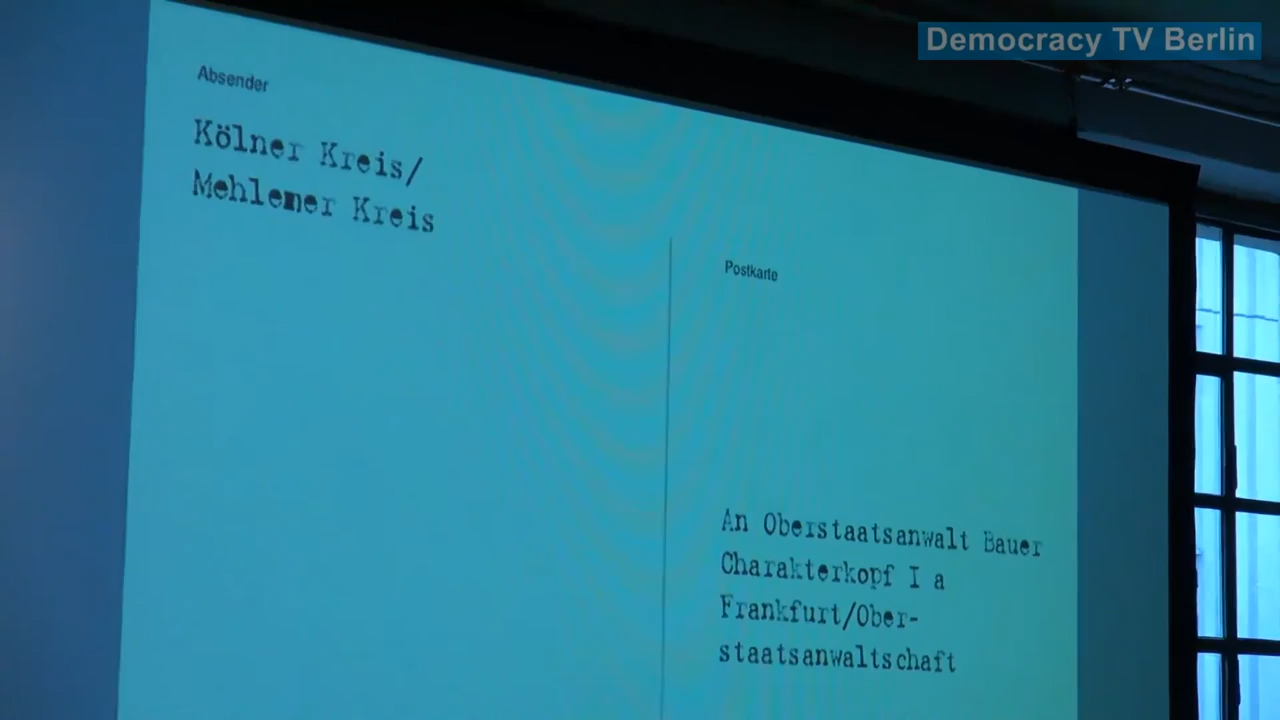 Democracy TV Berlin
Absender
Kölner Kreis/
Mehlemer Kreis
Postkarte
An Oberstaatsanwalt Bauer
Charakterkopf I a
Frankfurt/Ober-
staatsanwaltschaft